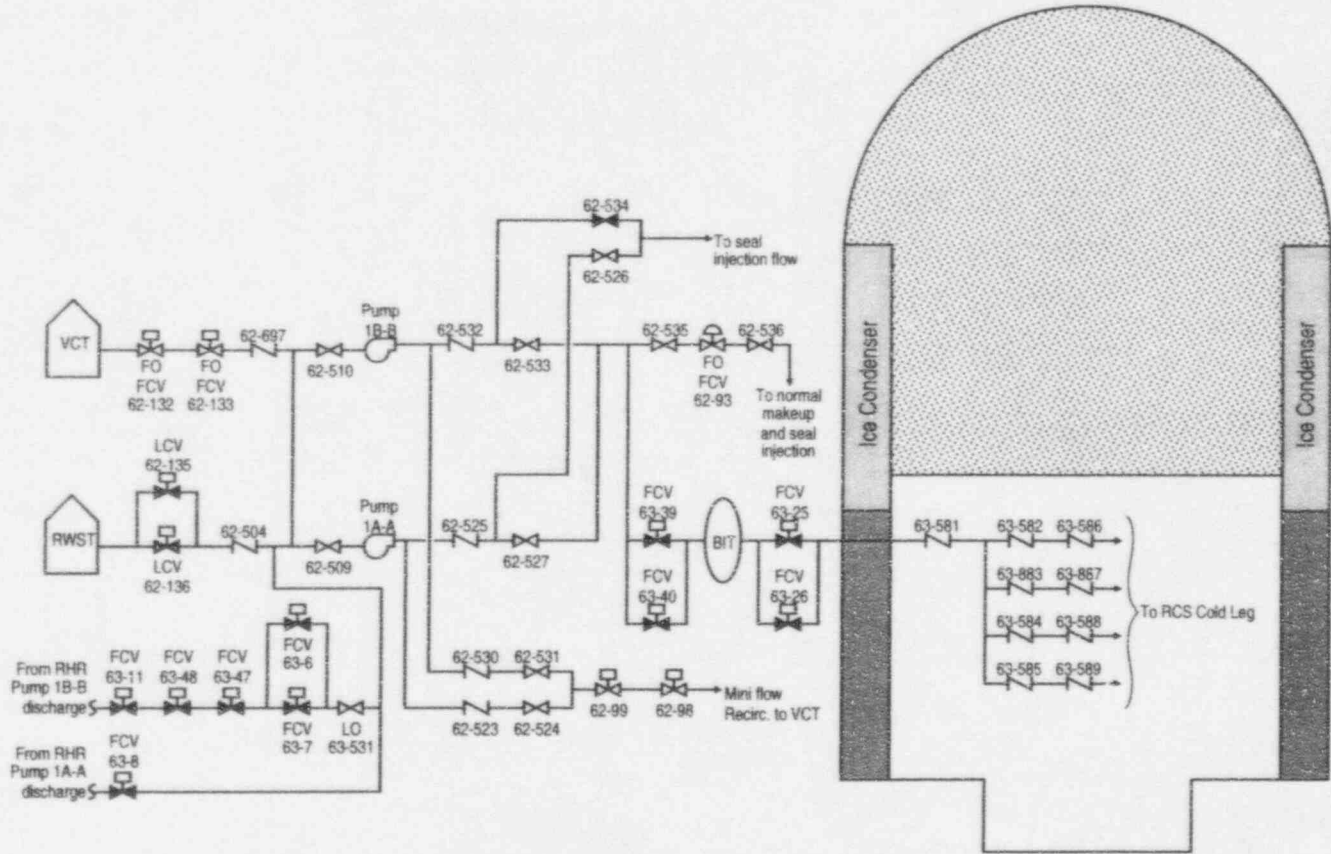 62-534
To seal
injection flow
62-526
VCT
FO
FCV
62-132
FO
FCV
62-133
62-697
62-510
Pump
1B-B
62-532
62-533
62-535
FO
FCV
62-93
62-536
To normal
makeup
and seal
injection
LCV
62-135
RWST
LCV
62-136
62-504
62-509
Pump
1A-A
62-525
62-527
FCV
63-39
FCV
63-40
BIT
FCV
63-25
FCV
63-26
Ice Condenser
Ice Condenser
63-581
63-582
63-586
63-883
63-867
63-584
63-588
63-585
63-589
To RCS Cold Leg
From RHR
Pump 1B-B
discharge
FCV
63-11
FCV
63-48
FCV
63-47
FCV
63-6
FCV
63-7
LO
63-531
From RHR
Pump 1A-A
discharge
FCV
63-8
62-530
62-531
62-523
62-524
62-99
62-98
Mini flow
Recirc. to VCT